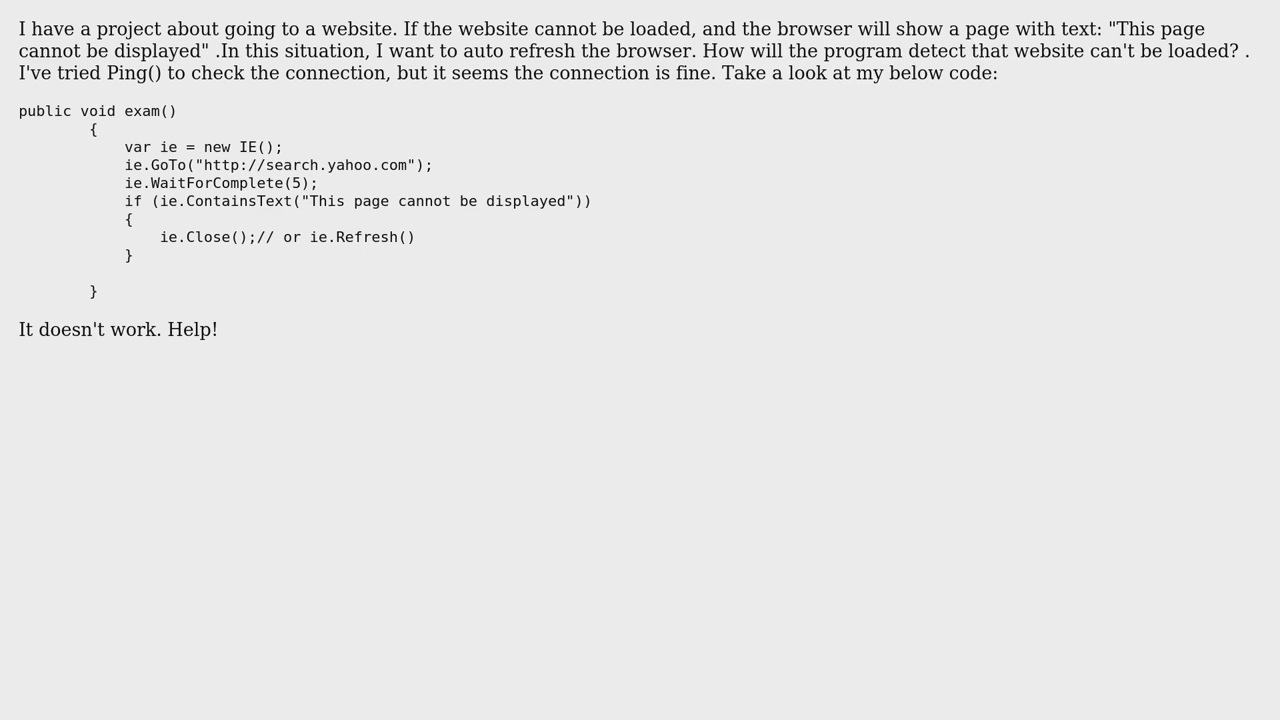 I have a project about going to a website. If the website cannot be loaded, and the browser will show a page with text: "This page
cannot be displayed" .In this situation, I want to auto refresh the browser. How will the program detect that website can't be loaded? .
I've tried Ping() to check the connection, but it seems the connection is fine. Take a look at my below code:
public void exam()
        {
            var ie = new IE();
            ie.GoTo("http://search.yahoo.com");
            ie.WaitForComplete(5);
            if (ie.ContainsText("This page cannot be displayed"))
            {
                ie.Close();// or ie.Refresh()
            }
        }
It doesn't work. Help!